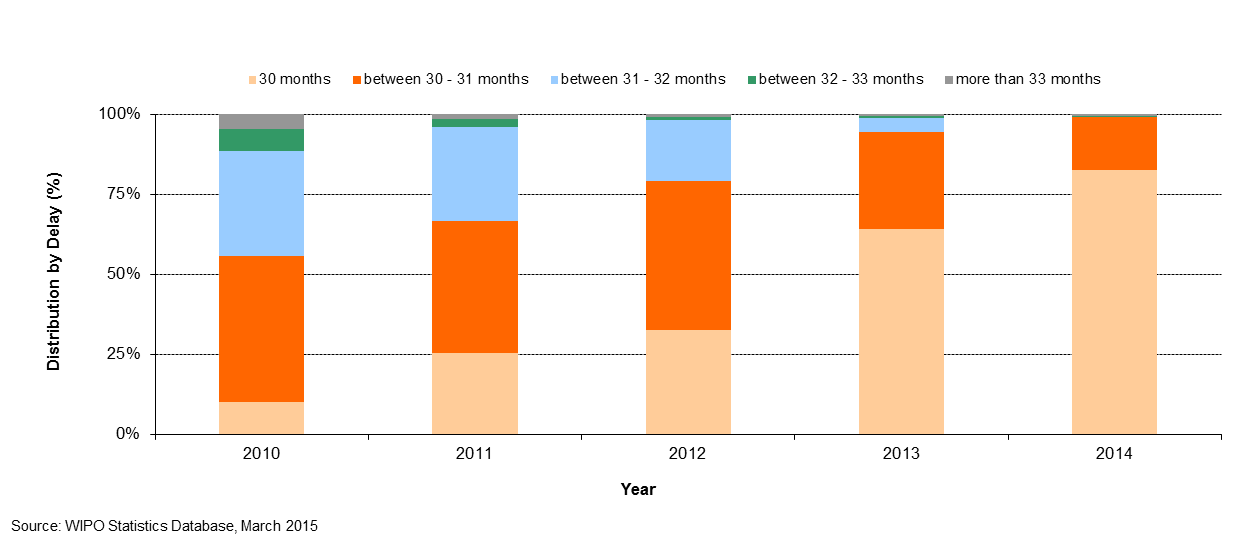 30 months between 30 - 31 months between 31 - 32 months between 32 - 33 months more than 33 months
100%
75%
50%
25%
0%
Distribution by Delay (%)
2010 2011 2012 2013 2014
Year
Source: WIPO Statistics Database, March 2015